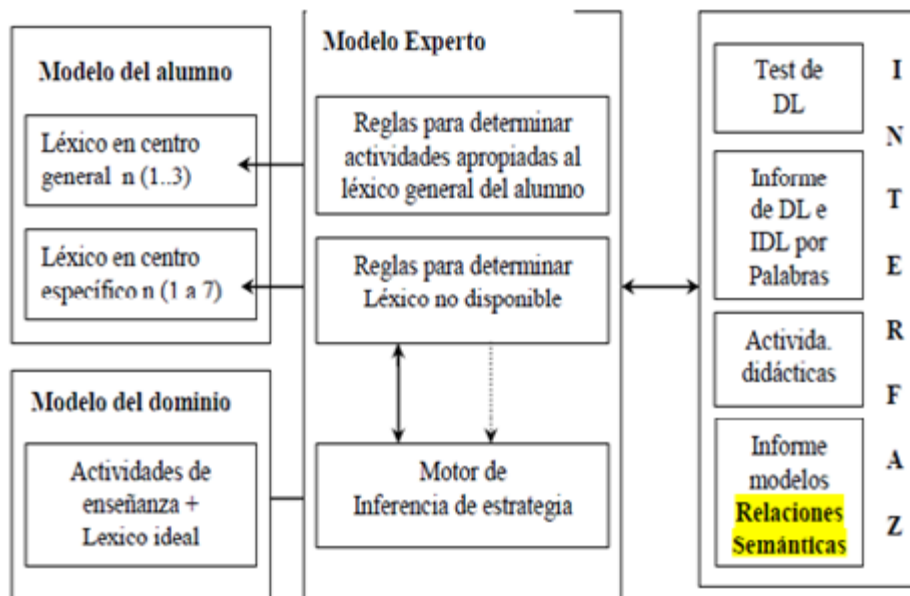 Modelo del alumno
Léxico en centro
general n (1..3)
Léxico en centro
específico n (1 a 7)
Modelo del dominio
Actividades de
enseñanza +
Lexico ideal
Modelo Experto
Reglas para determinar
actividades apropiadas al
léxico general del alumno
Reglas para determinar
Léxico no disponible
Motor de
Inferencia de estrategia
Test de
DL
Informe
de DL e
IDL por
Palabras
Activida.
didácticas
Informe
modelos
Relaciones
Semánticas
I
N
T
E
R
F
A
Z